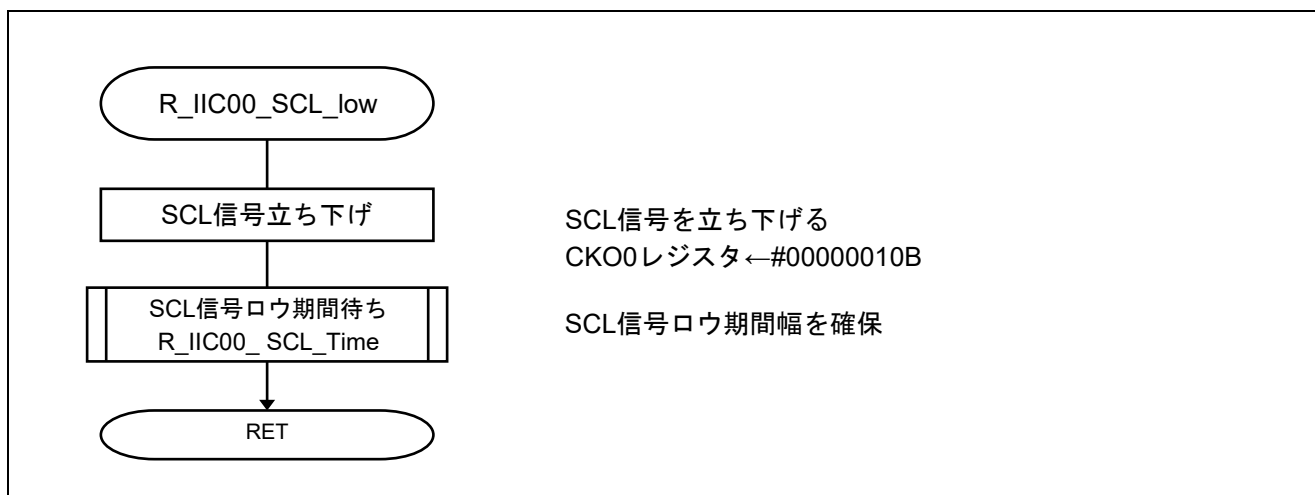 R_IIC00_SCL_low
SCL信号立ち下げ
SCL信号を立ち下げる
CKO0レジスタ←#00000010B
SCL信号ロウ期間待ち
R_IIC00_ SCL_Time
SCL信号ロウ期間幅を確保
RET